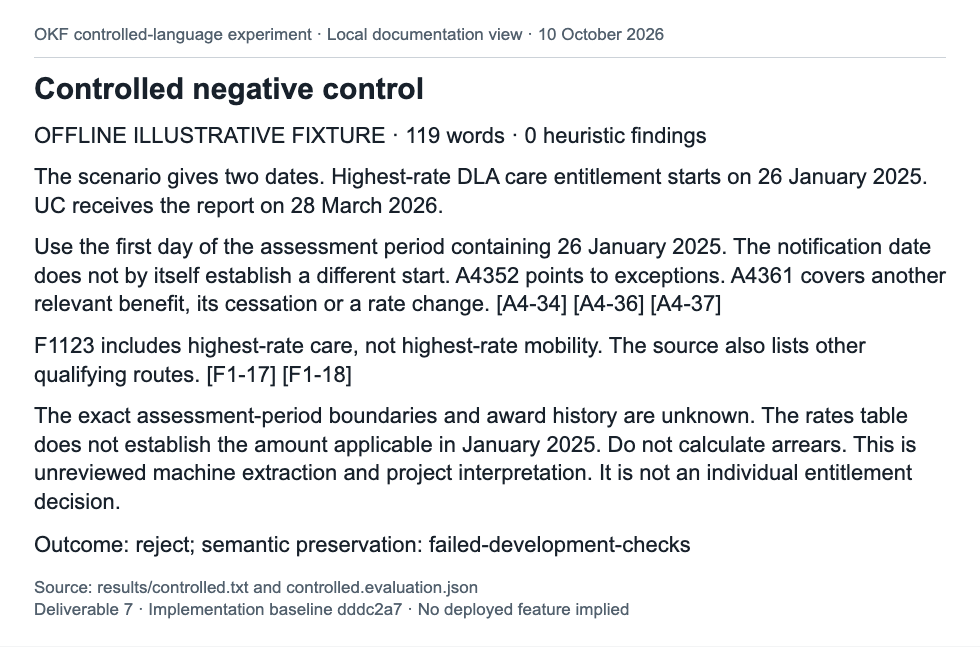 OKF controlled-language experiment · Local documentation view · 10 October 2026
Controlled negative control
OFFLINE ILLUSTRATIVE FIXTURE · 119 words · 0 heuristic findings
The scenario gives two dates. Highest-rate DLA care entitlement starts on 26 January 2025.
UC receives the report on 28 March 2026.
Use the first day of the assessment period containing 26 January 2025. The notification date
does not by itself establish a different start. A4352 points to exceptions. A4361 covers another
relevant benefit, its cessation or a rate change. [A4-34] [A4-36] [A4-37]
F1123 includes highest-rate care, not highest-rate mobility. The source also lists other
qualifying routes. [F1-17] [F1-18]
The exact assessment-period boundaries and award history are unknown. The rates table
does not establish the amount applicable in January 2025. Do not calculate arrears. This is
unreviewed machine extraction and project interpretation. It is not an individual entitlement
decision.
Outcome: reject; semantic preservation: failed-development-checks
Source: results/controlled.txt and controlled.evaluation.json
Deliverable 7 · Implementation baseline dddc2a7 · No deployed feature implied